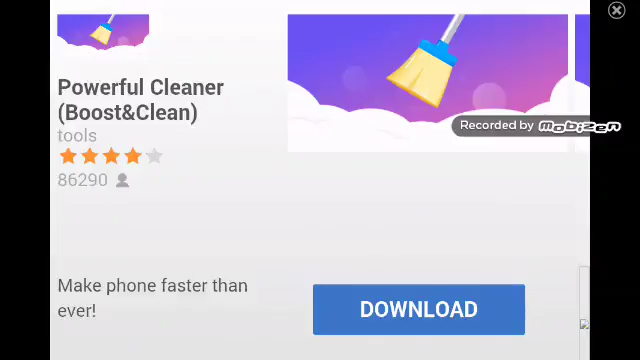 Powerful Cleaner
(Boost&Clean)
tools
86290
Recorded by mobizen
Make phone faster than
ever!
DOWNLOAD